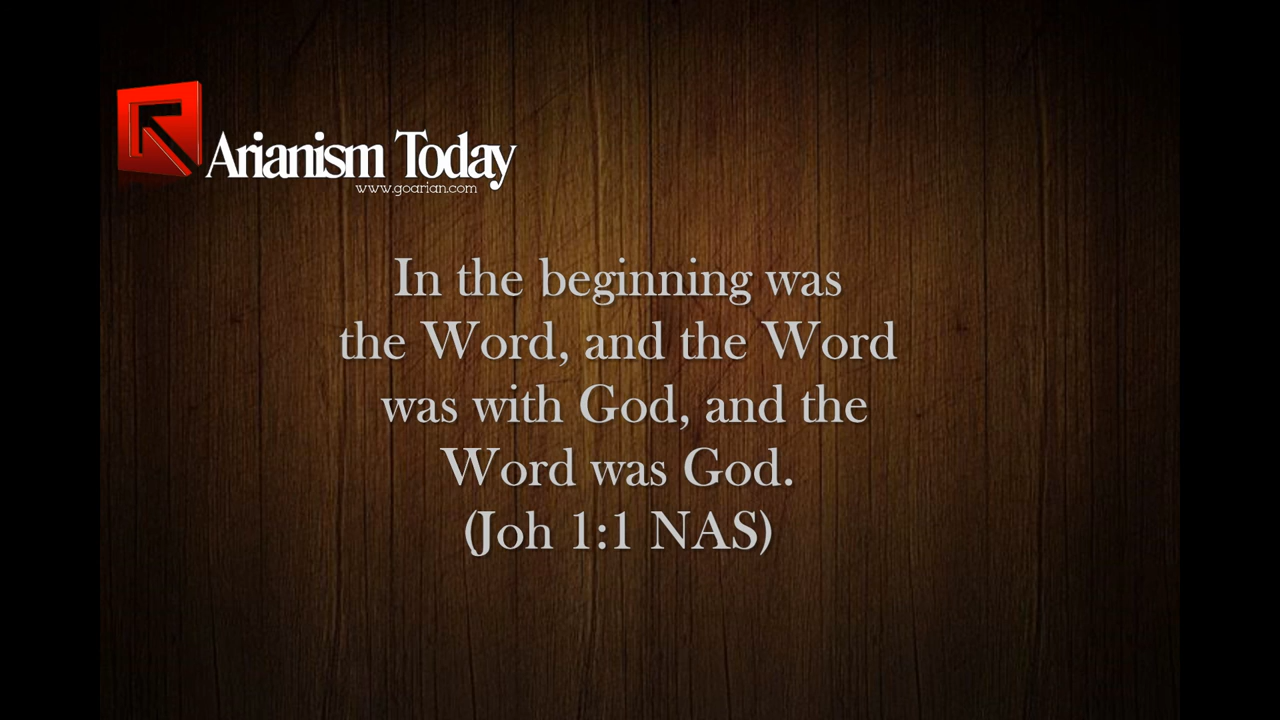 Arianism Today
www.goarian.com
In the beginning was
the Word, and the Word
was with God, and the
Word was God.
(Joh 1:1 NAS)